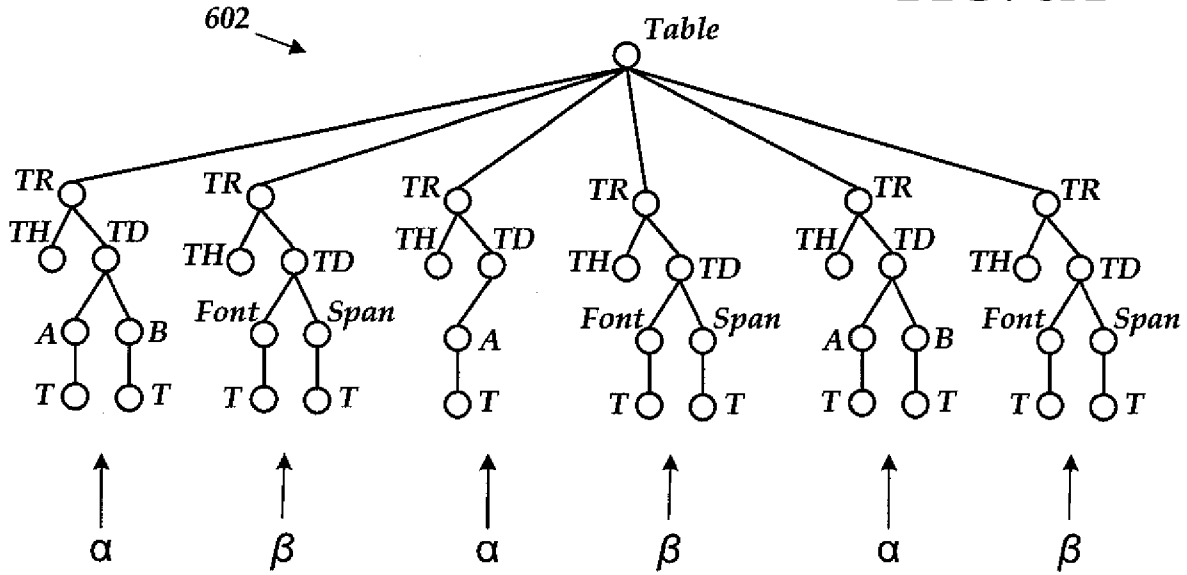 602
Table
TR TR TR TR TR TR
TH TD TH TD TH TD TH TD TH TD TH TD
A B Font Span A Font Span A B Font Span
T T T T T T T T T T T
α β α β α β